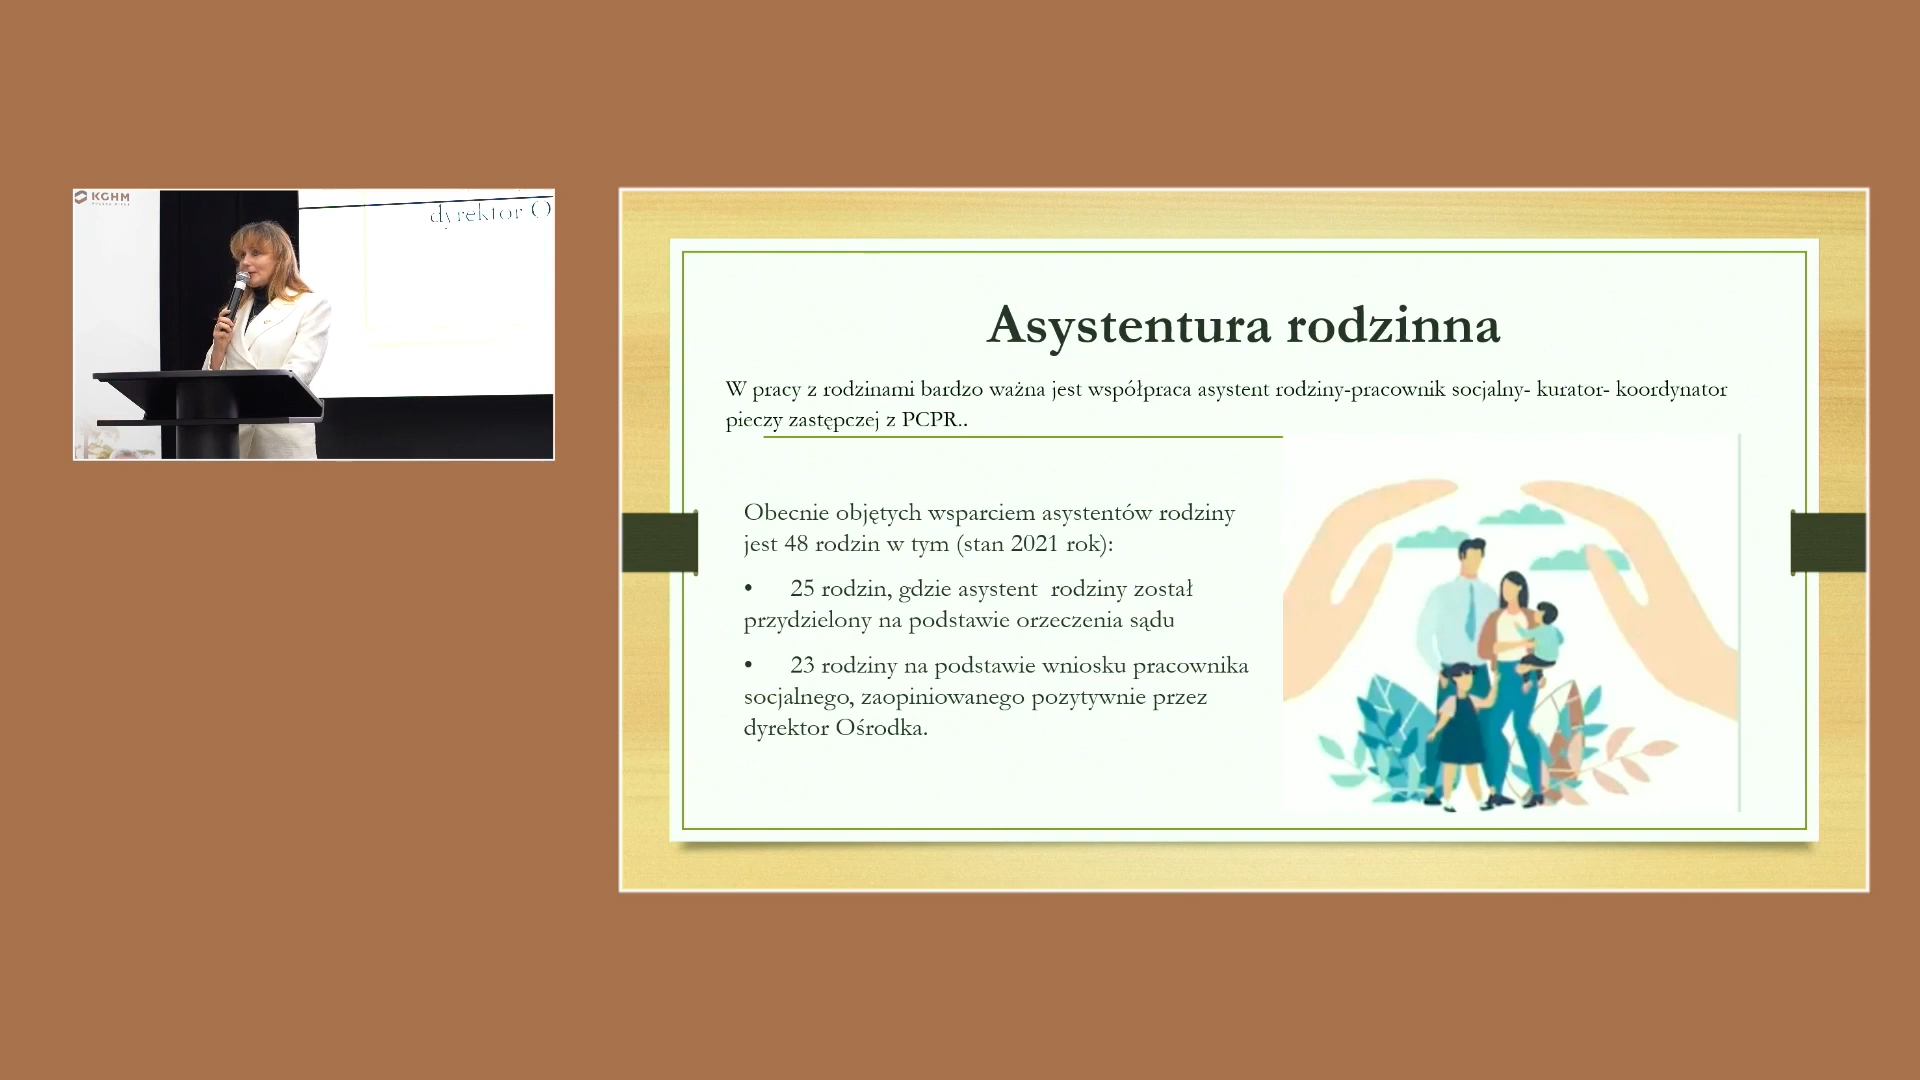 KGHM
dyrektor O
Asystentura rodzinna
W pracy z rodzinami bardzo ważna jest współpraca asystent rodziny-pracownik socjalny- kurator- koordynator
pieczy zastępczej z PCPR..
Obecnie objętych wsparciem asystentów rodziny
jest 48 rodzin w tym (stan 2021 rok):
• 25 rodzin, gdzie asystent rodziny został
przydzielony na podstawie orzeczenia sądu
• 23 rodziny na podstawie wniosku pracownika
socjalnego, zaopiniowanego pozytywnie przez
dyrektor Ośrodka.